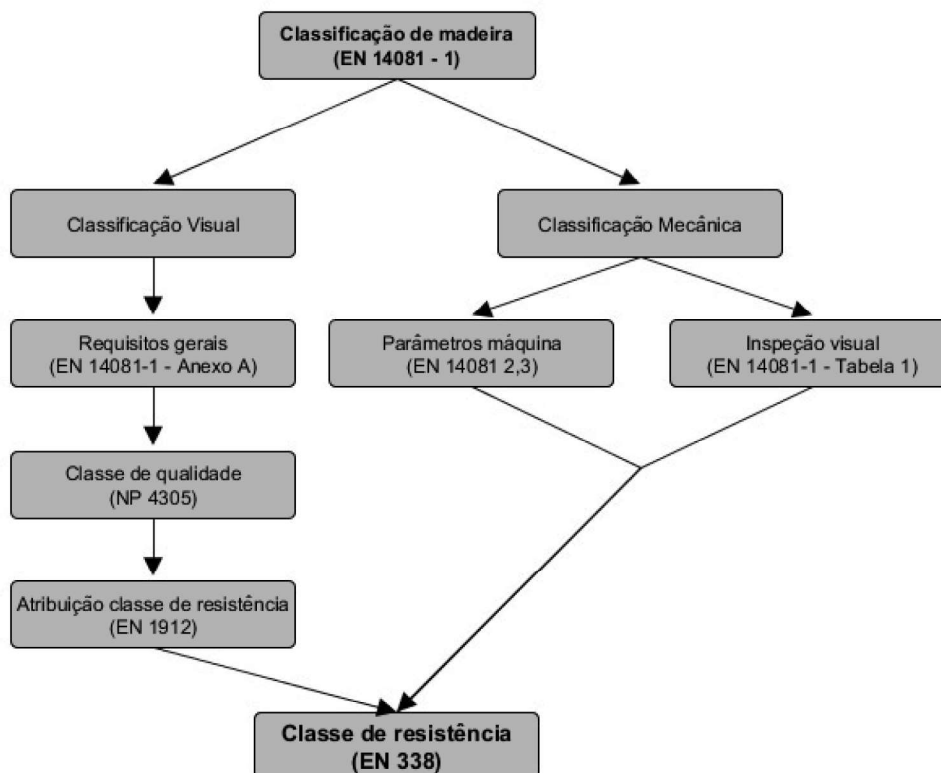 Classificação de madeira
(EN 14081 - 1)
Classificação Visual
Classificação Mecânica
Requisitos gerais
(EN 14081-1 - Anexo A)
Parâmetros máquina
(EN 14081 2,3)
Inspeção visual
(EN 14081-1 - Tabela 1)
Classe de qualidade
(NP 4305)
Atribuição classe de resistência
(EN 1912)
Classe de resistência
(EN 338)